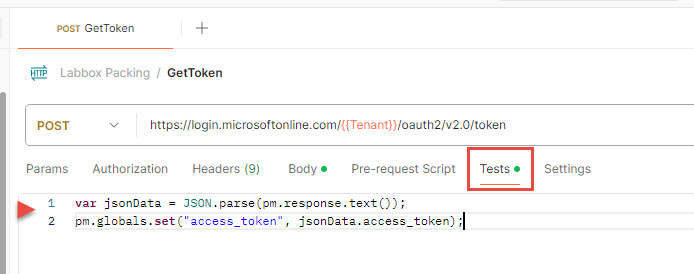 POST GetToken
HTTP Labbox Packing / GetToken
POST https://login.microsoftonline.com/{{Tenant}}/oauth2/v2.0/token
Params Authorization Headers (9) Body Pre-request Script Tests Settings
1 var jsonData = JSON.parse(pm.response.text());
2 pm.globals.set("access_token", jsonData.access_token);